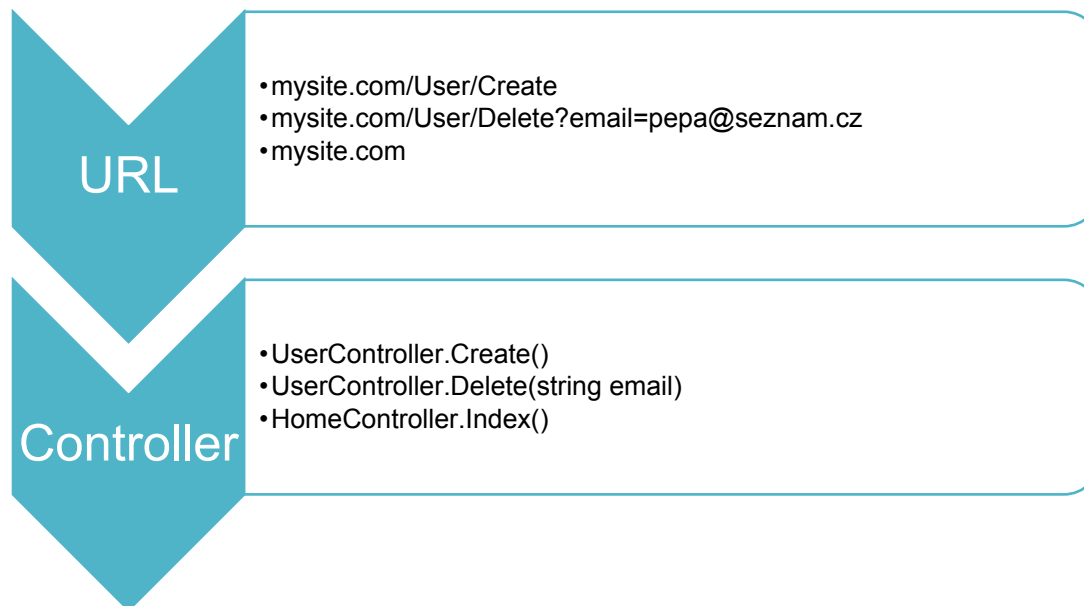 URL
•mysite.com/User/Create
•mysite.com/User/Delete?email=pepa@seznam.cz
•mysite.com
Controller
•UserController.Create()
•UserController.Delete(string email)
•HomeController.Index()